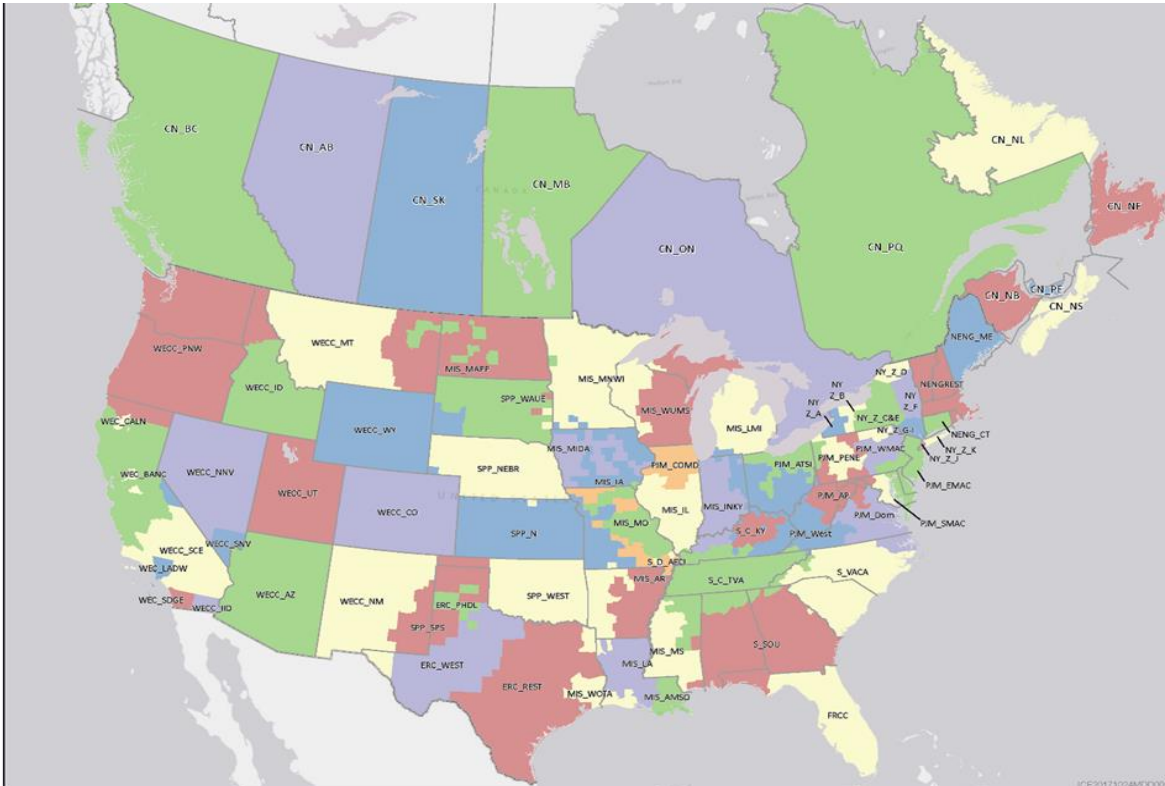 CN_BC
CN_AB
CN_SK
CN_MB
CN_ON
CN_PQ
CN_NL
CN_NF
CN_NB
CN_PE
CN_NS
NENG_ME
NENGREST
NENG_CT
NY_Z_D
NY
Z_B
NY
Z_A
NY
Z_F
NY_Z_C&E
NY_Z_G-I
NY_Z_K
NY_Z_J
WECC_PNW
WECC_MT
MIS_MAPP
MIS_MNWI
WECC_ID
SPP_WAUE
MIS_WUMS
MIS_LMI
WEC_CALN
WECC_WY
MIS_MIDA
MIS_IA
PJM_COMD
PJM_ATSI
PJM_PENE
PJM_WMAC
PJM_EMAC
PJM_SMAC
WEC_BANC
WECC_NNV
WECC_UT
WECC_CO
SPP_NEBR
SPP_N
MIS_MO
MIS_IL
MIS_INKY
PJM_AP
PJM_Dom
PJM_West
S_C_KY
S_D_AECI
WECC_SCE
WECC_SNV
WEC_LADW
WEC_SDGE
WECC_IID
WECC_AZ
WECC_NM
ERC_PHDL
SPP_SPS
SPP_WEST
MIS_AR
S_C_TVA
S_VACA
ERC_WEST
ERC_REST
MIS_WOTA
MIS_LA
MIS_MS
MIS_AMSO
S_SOU
FRCC